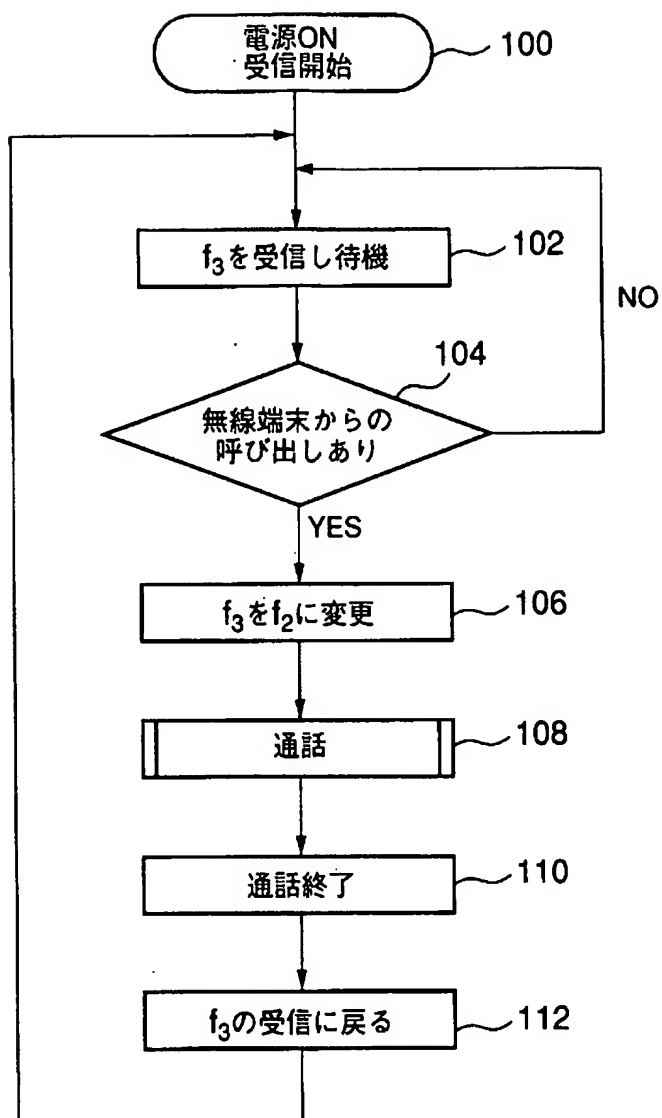 電源ON
受信開始
100
f₃を受信し待機
102
NO
104
無線端末からの
呼び出しあり
YES
f₃をf₂に変更
106
通話
108
通話終了
110
f₃の受信に戻る
112